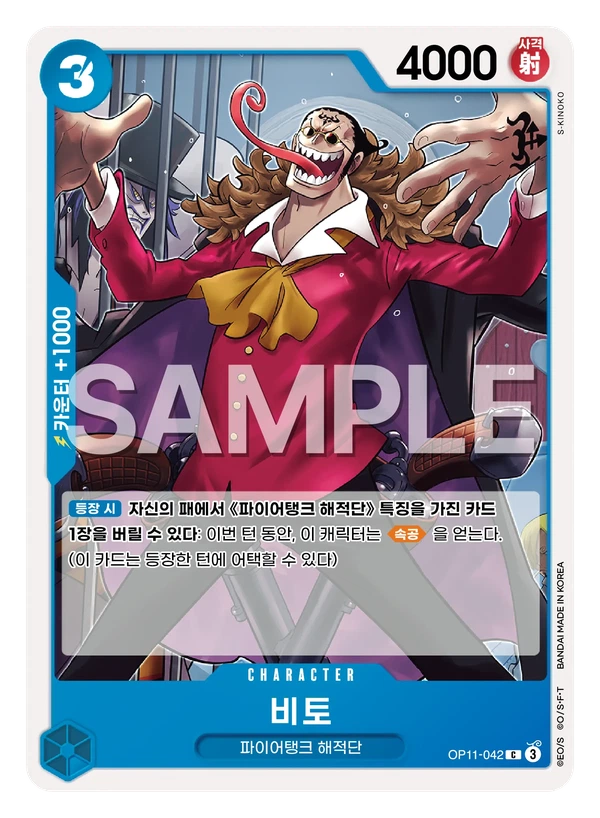 3
4000
사격
射
S-KINOKO
카운터 +1000
SAMPLE
등장 시 자신의 패에서 《파이어탱크 해적단》 특징을 가진 카드
1장을 버릴 수 있다: 이번 턴 동안, 이 캐릭터는 속공 을 얻는다.
(이 카드는 등장한 턴에 어택할 수 있다)
CHARACTER
비토
파이어탱크 해적단
OP11-042 C 3
©EO/S ©O/S·F·T BANDAI MADE IN KOREA